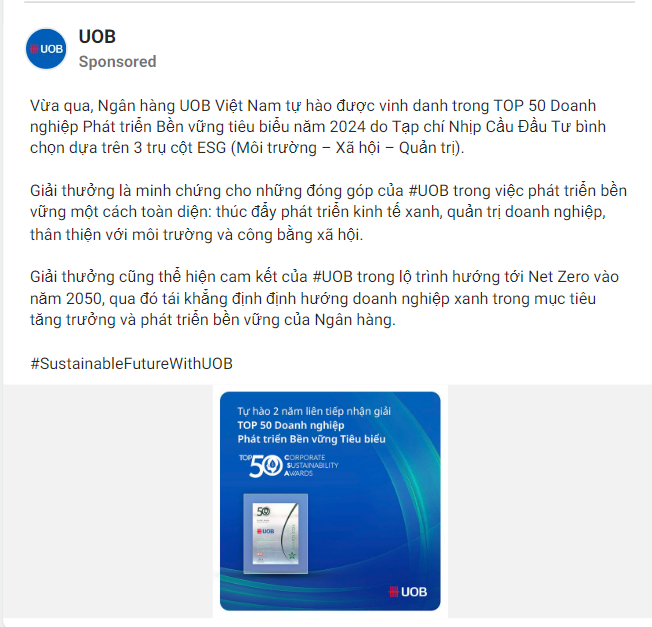 UOB
UOB
Sponsored
Vừa qua, Ngân hàng UOB Việt Nam tự hào được vinh danh trong TOP 50 Doanh
nghiệp Phát triển Bền vững tiêu biểu năm 2024 do Tạp chí Nhịp Cầu Đầu Tư bình
chọn dựa trên 3 trụ cột ESG (Môi trường – Xã hội – Quản trị).
Giải thưởng là minh chứng cho những đóng góp của #UOB trong việc phát triển bền
vững một cách toàn diện: thúc đẩy phát triển kinh tế xanh, quản trị doanh nghiệp,
thân thiện với môi trường và công bằng xã hội.
Giải thưởng cũng thể hiện cam kết của #UOB trong lộ trình hướng tới Net Zero vào
năm 2050, qua đó tái khẳng định định hướng doanh nghiệp xanh trong mục tiêu
tăng trưởng và phát triển bền vững của Ngân hàng.
#SustainableFutureWithUOB
Tự hào 2 năm liên tiếp nhận giải
TOP 50 Doanh nghiệp
Phát triển Bền vững Tiêu biểu
TOP 50 CORPORATE
SUSTAINABILITY
AWARDS
50
UOB
UOB